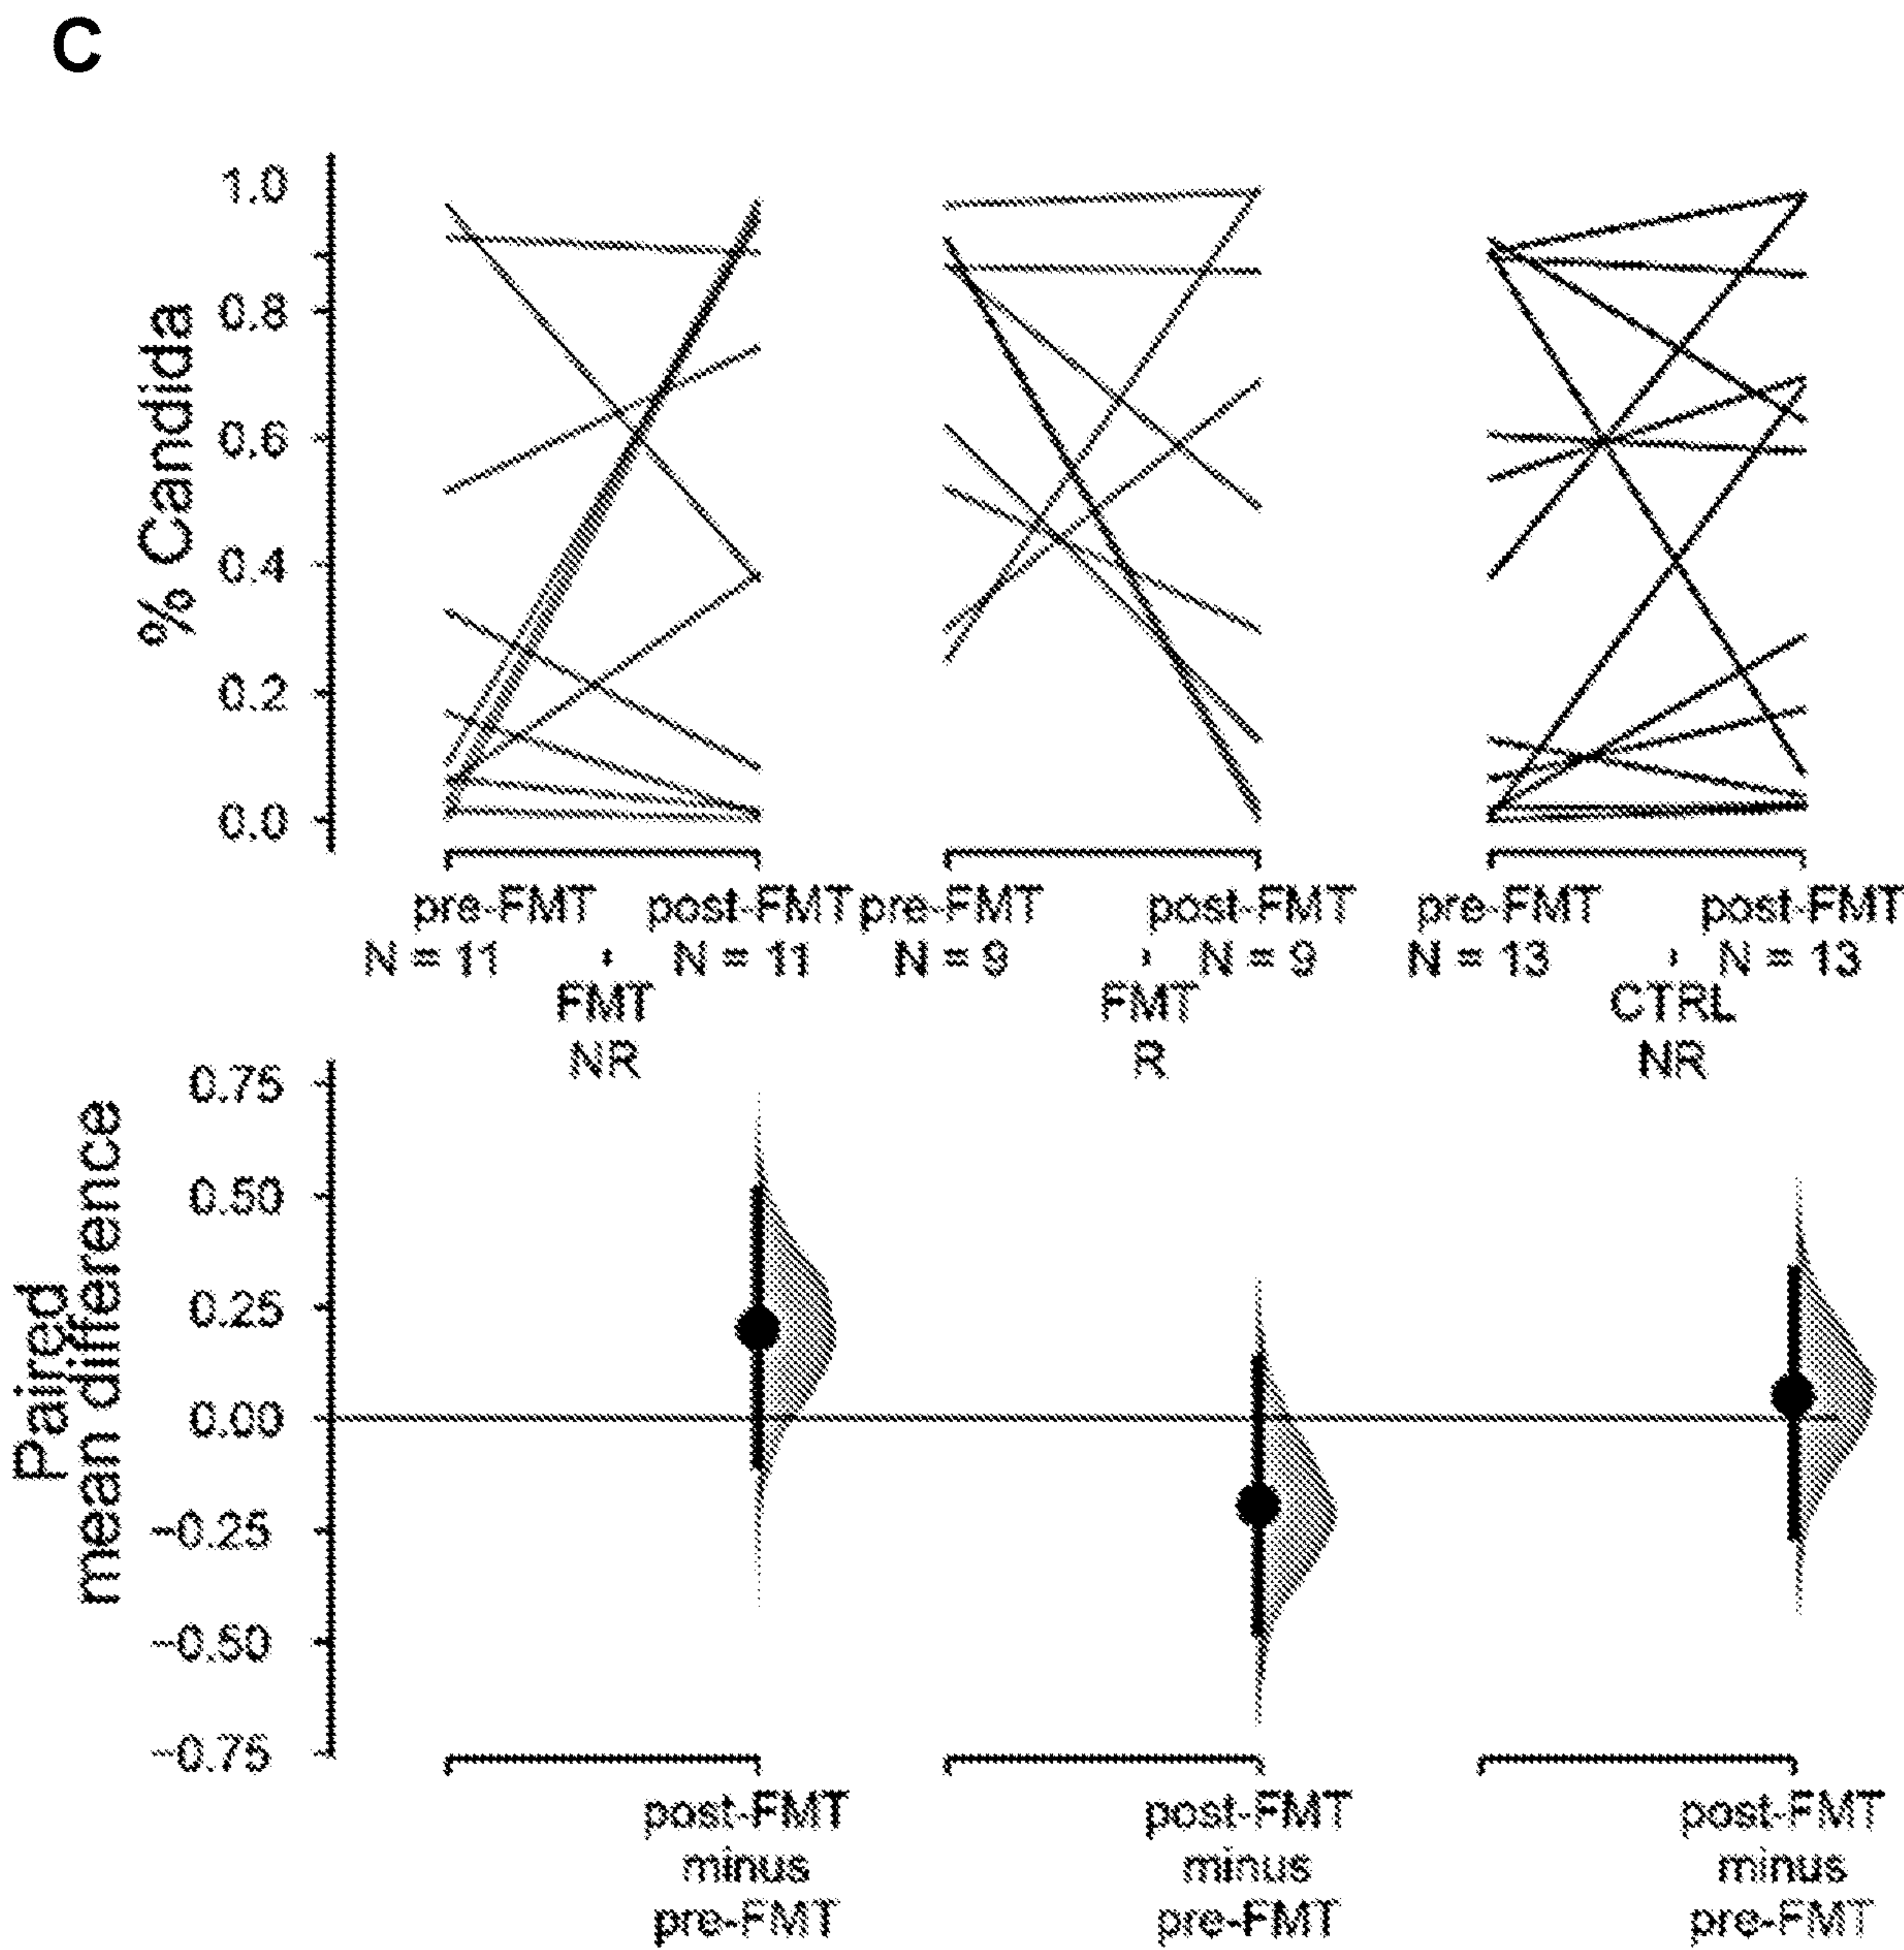 C
% Candida
1.0
0.8
0.6
0.4
0.2
0.0
pre-FMT post-FMT pre-FMT post-FMT pre-FMT post-FMT
N = 11 N = 11 N = 9 N = 9 N = 13 N = 13
FMT FMT CTRL
NR R NR
Paired
mean difference
0.75
0.50
0.25
0.00
-0.25
-0.50
-0.75
post-FMT post-FMT post-FMT
minus minus minus
pre-FMT pre-FMT pre-FMT